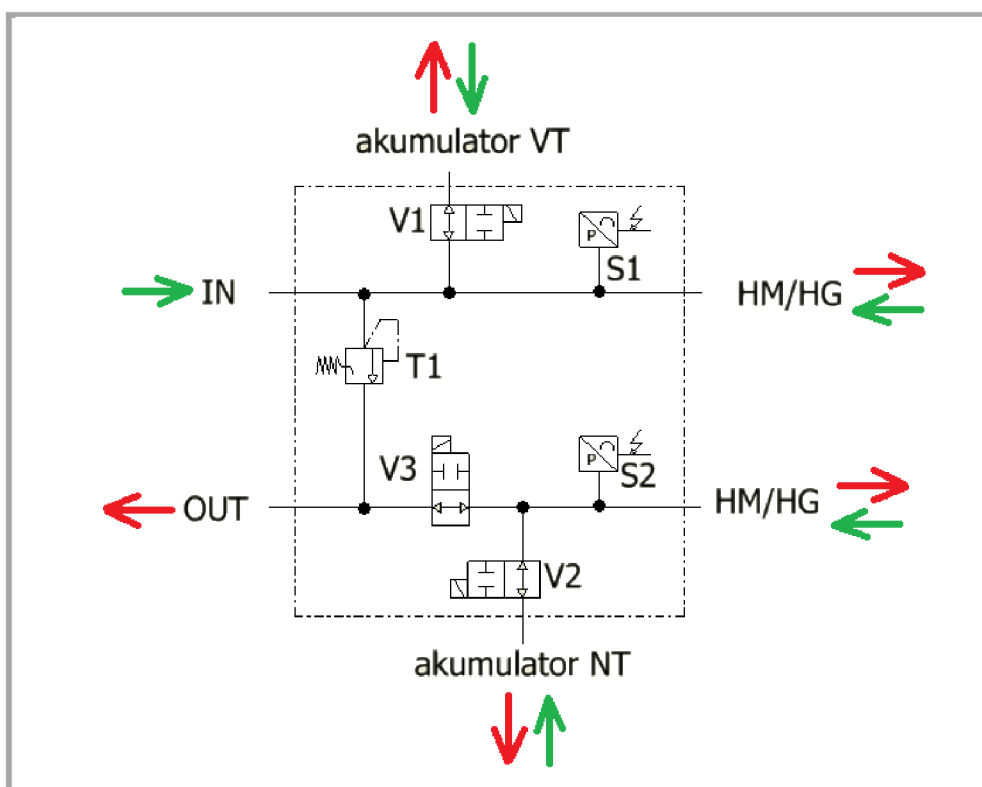 akumulator VT
V1
P
S1
IN
HM/HG
T1
V3
P
S2
OUT
HM/HG
V2
akumulator NT